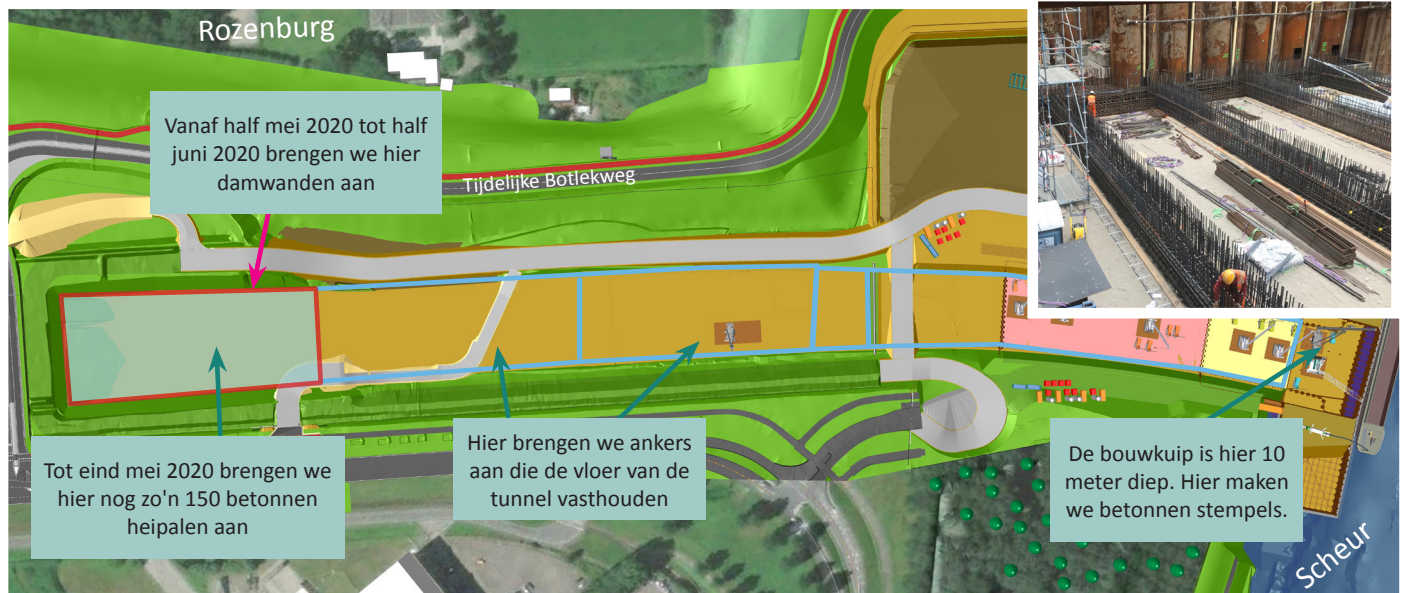 Rozenburg
Vanaf half mei 2020 tot half
juni 2020 brengen we hier
damwanden aan
Tijdelijke Botlekweg
Tot eind mei 2020 brengen we
hier nog zo'n 150 betonnen
heipalen aan
Hier brengen we ankers
aan die de vloer van de
tunnel vasthouden
De bouwkuip is hier 10
meter diep. Hier maken
we betonnen stempels.
Scheur